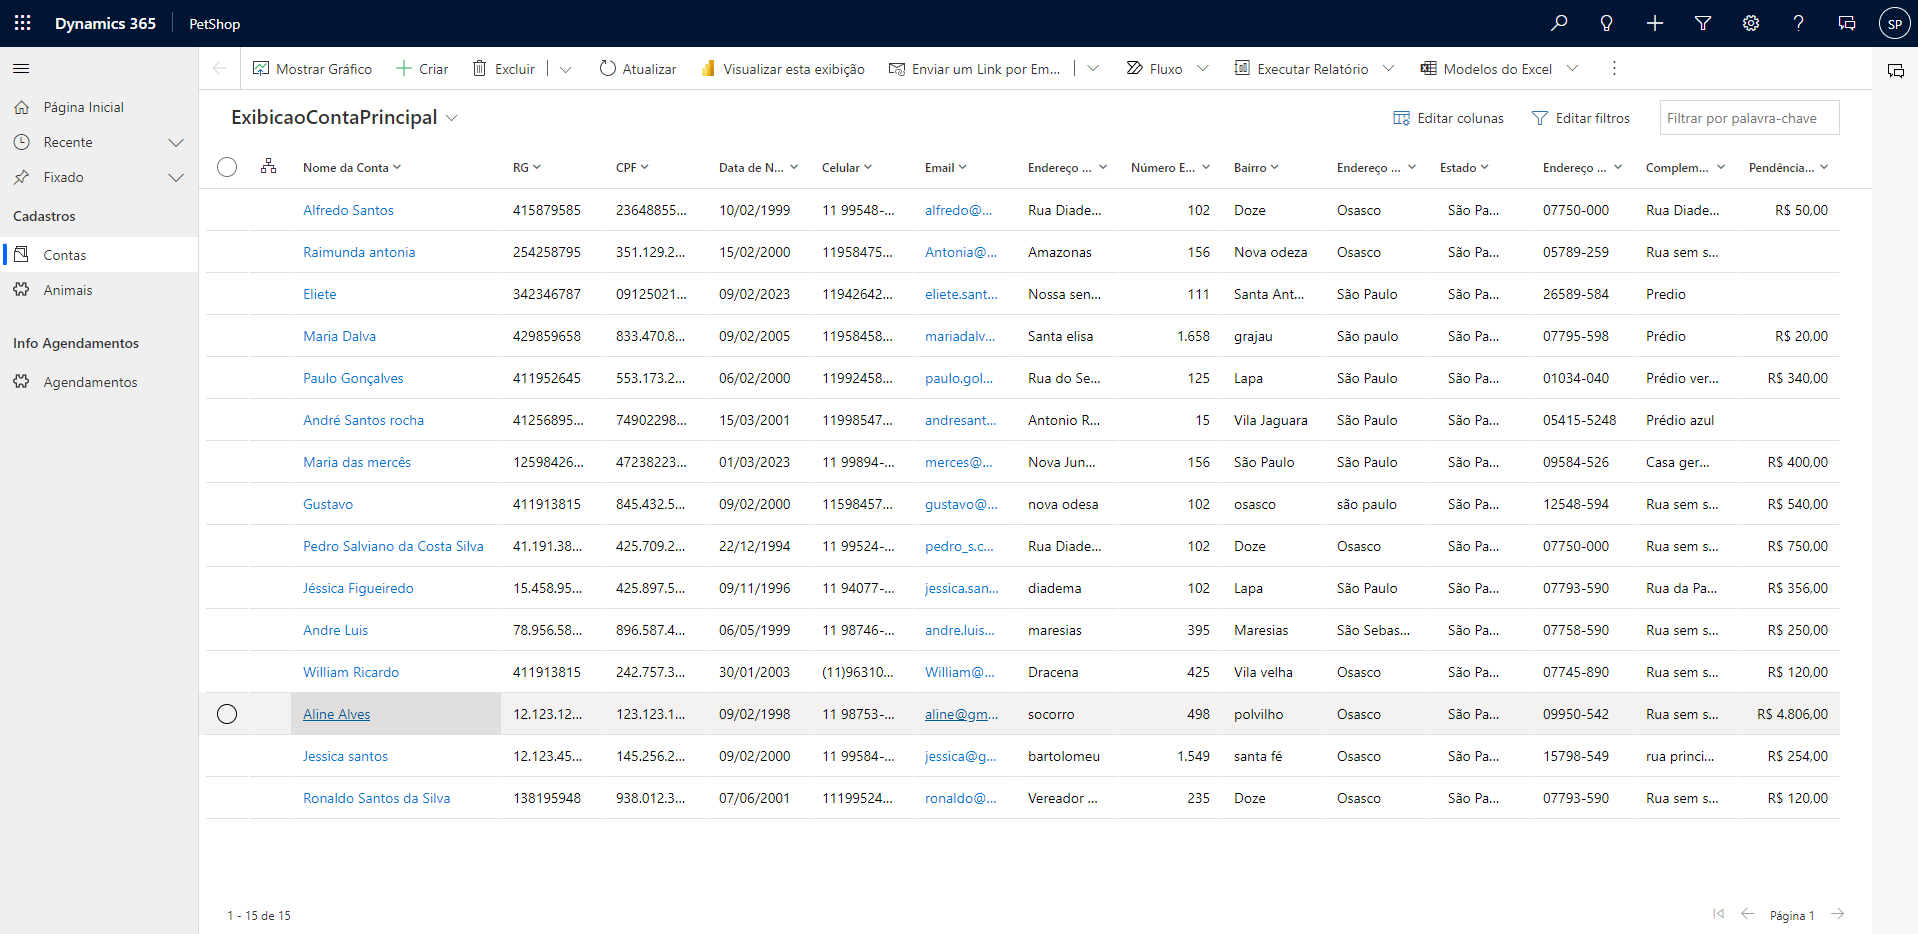 Dynamics 365 PetShop SP
Mostrar Gráfico Criar Excluir Atualizar Visualizar esta exibição Enviar um Link por Em... Fluxo Executar Relatório Modelos do Excel
Página Inicial
Recente
Fixado
Cadastros
Contas
Animais
Info Agendamentos
Agendamentos
ExibicaoContaPrincipal Editar colunas Editar filtros Filtrar por palavra-chave
Nome da Conta RG CPF Data de N... Celular Email Endereço ... Número E... Bairro Endereço ... Estado Endereço ... Complem... Pendência...
Alfredo Santos 415879585 23648855... 10/02/1999 11 99548-... alfredo@... Rua Diade... 102 Doze Osasco São Pa... 07750-000 Rua Diade... R$ 50,00
Raimunda antonia 254258795 351.129.2... 15/02/2000 11958475... Antonia@... Amazonas 156 Nova odeza Osasco São Pa... 05789-259 Rua sem s...
Eliete 342346787 09125021... 09/02/2023 11942642... eliete.sant... Nossa sen... 111 Santa Ant... São Paulo São Pa... 26589-584 Predio
Maria Dalva 429859658 833.470.8... 09/02/2005 11958458... mariadalv... Santa elisa 1.658 grajau São paulo São Pa... 07795-598 Prédio R$ 20,00
Paulo Gonçalves 411952645 553.173.2... 06/02/2000 11992458... paulo.gol... Rua do Se... 125 Lapa São Paulo São Pa... 01034-040 Prédio ver... R$ 340,00
André Santos rocha 41256895... 74902298... 15/03/2001 11998547... andresant... Antonio R... 15 Vila Jaguara São Paulo São Pa... 05415-5248 Prédio azul
Maria das mercês 12598426... 47238223... 01/03/2023 11 99894-... merces@... Nova Jun... 156 São Paulo São Paulo São Pa... 09584-526 Casa ger... R$ 400,00
Gustavo 411913815 845.432.5... 09/02/2000 11598457... gustavo@... nova odesa 102 osasco são paulo São Pa... 12548-594 Rua sem s... R$ 540,00
Pedro Salviano da Costa Silva 41.191.38... 425.709.2... 22/12/1994 11 99524-... pedro_s.c... Rua Diade... 102 Doze Osasco São Pa... 07750-000 Rua sem s... R$ 750,00
Jéssica Figueiredo 15.458.95... 425.897.5... 09/11/1996 11 94077-... jessica.san... diadema 102 Lapa São Paulo São Pa... 07793-590 Rua da Pa... R$ 356,00
Andre Luis 78.956.58... 896.587.4... 06/05/1999 11 98746-... andre.luis... maresias 395 Maresias São Sebas... São Pa... 07758-590 Rua sem s... R$ 250,00
William Ricardo 411913815 242.757.3... 30/01/2003 (11)96310... William@... Dracena 425 Vila velha Osasco São Pa... 07745-890 Rua sem s... R$ 120,00
Aline Alves 12.123.12... 123.123.1... 09/02/1998 11 98753-... aline@gm... socorro 498 polvilho Osasco São Pa... 09950-542 Rua sem s... R$ 4.806,00
Jessica santos 12.123.45... 145.256.2... 09/02/2000 11 99584-... jessica@g... bartolomeu 1.549 santa fé Osasco São Pa... 15798-549 rua princi... R$ 254,00
Ronaldo Santos da Silva 138195948 938.012.3... 07/06/2001 11199524... ronaldo@... Vereador ... 235 Doze Osasco São Pa... 07793-590 Rua sem s... R$ 120,00
1 - 15 de 15 Página 1